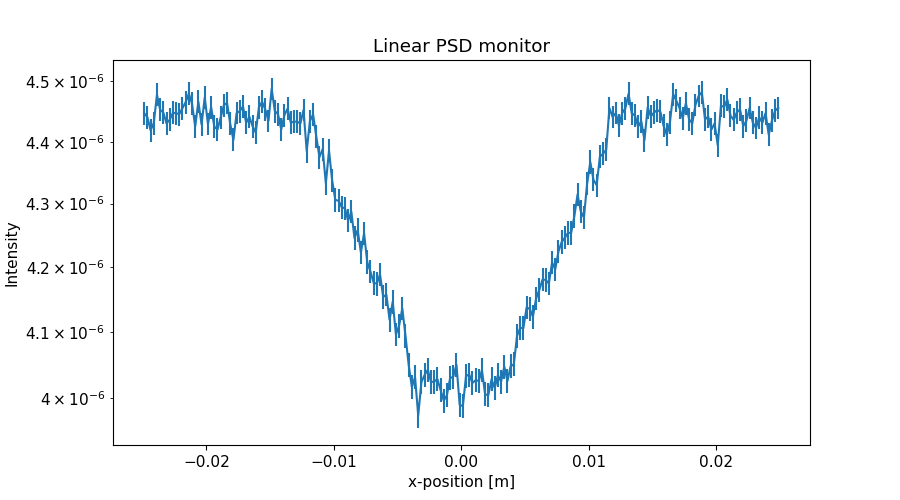 Linear PSD monitor
4.5 × 10⁻⁶
4.4 × 10⁻⁶
4.3 × 10⁻⁶
4.2 × 10⁻⁶
4.1 × 10⁻⁶
4 × 10⁻⁶
Intensity
−0.02 −0.01 0.00 0.01 0.02
x-position [m]